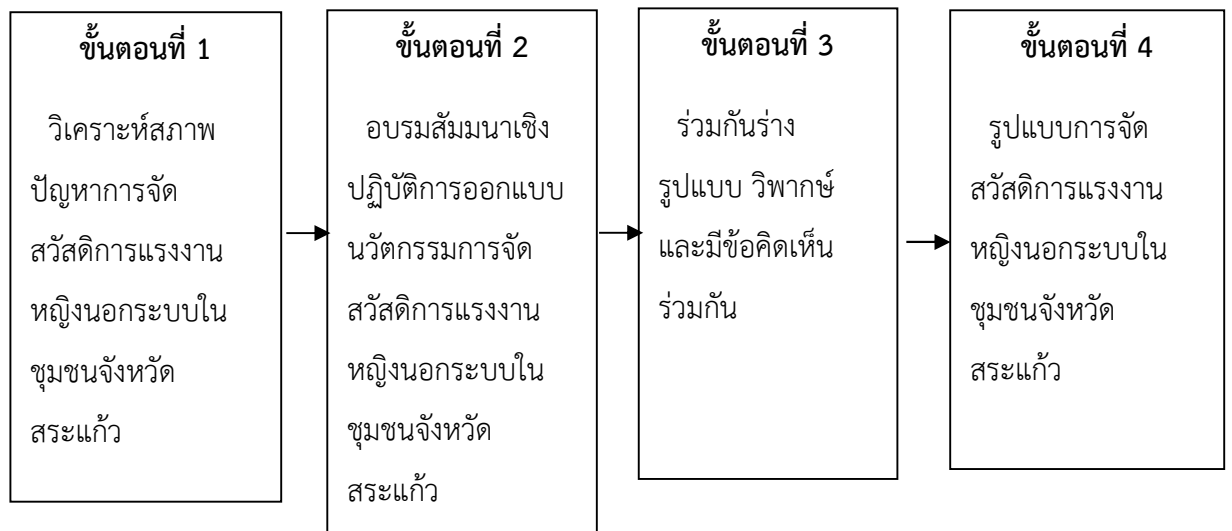 ขั้นตอนที่ 1
วิเคราะห์สภาพ
ปัญหาการจัด
สวัสดิการแรงงาน
หญิงนอกระบบใน
ชุมชนจังหวัด
สระแก้ว
ขั้นตอนที่ 2
อบรมสัมมนาเชิง
ปฏิบัติการออกแบบ
นวัตกรรมการจัด
สวัสดิการแรงงาน
หญิงนอกระบบใน
ชุมชนจังหวัด
สระแก้ว
ขั้นตอนที่ 3
ร่วมกันร่าง
รูปแบบ วิพากษ์
และมีข้อคิดเห็น
ร่วมกัน
ขั้นตอนที่ 4
รูปแบบการจัด
สวัสดิการแรงงาน
หญิงนอกระบบใน
ชุมชนจังหวัด
สระแก้ว